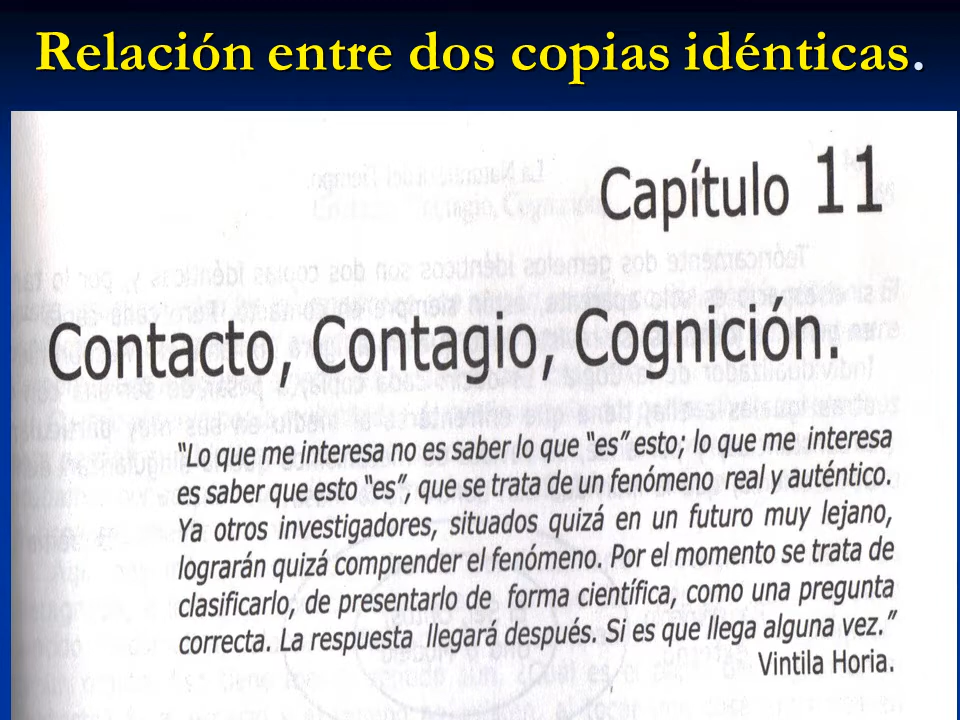 Relación entre dos copias idénticas.
Capítulo 11
Contacto, Contagio, Cognición.
"Lo que me interesa no es saber lo que "es" esto; lo que me interesa
es saber que esto "es", que se trata de un fenómeno real y auténtico.
Ya otros investigadores, situados quizá en un futuro muy lejano,
lograrán quizá comprender el fenómeno. Por el momento se trata de
clasificarlo, de presentarlo de forma científica, como una pregunta
correcta. La respuesta llegará después. Si es que llega alguna vez."
Vintila Horia.